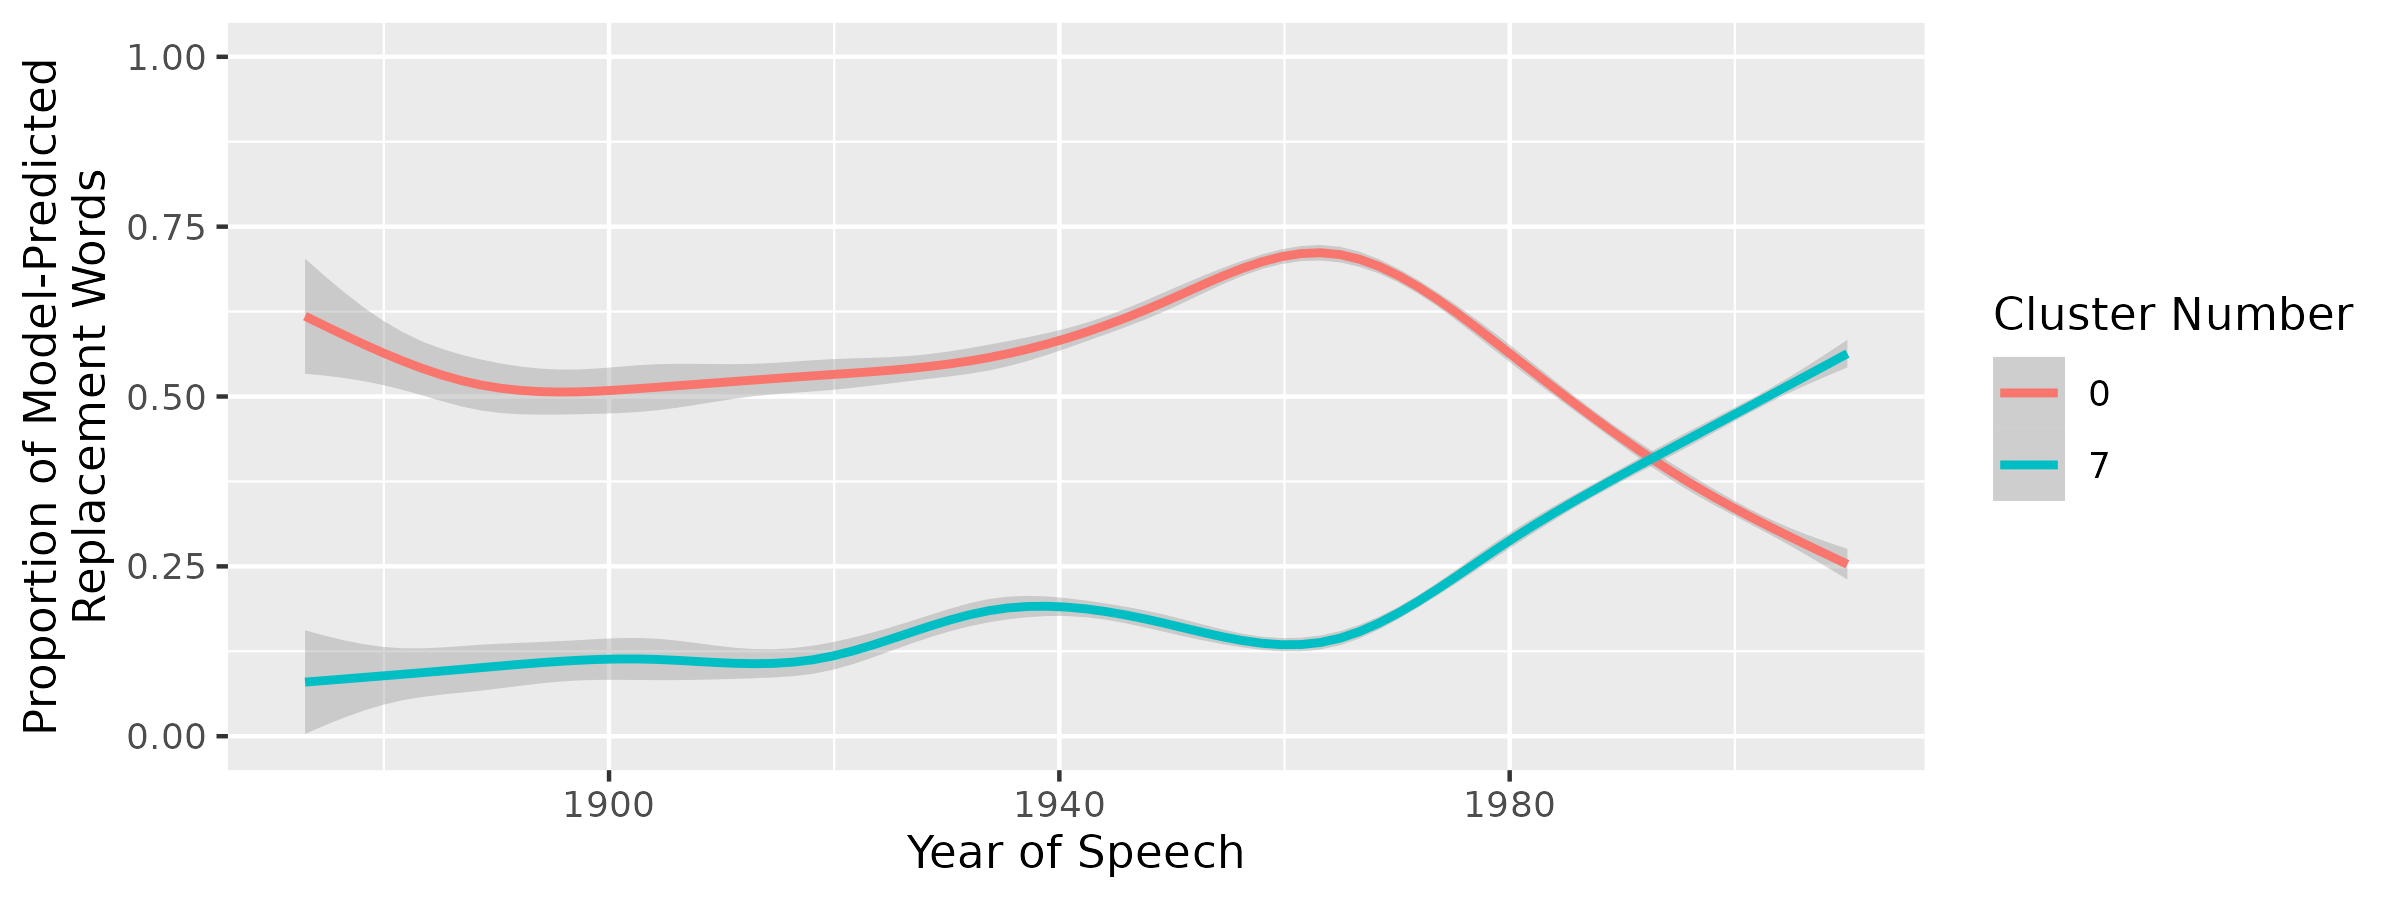 Proportion of Model-Predicted
Replacement Words
1.00
0.75
0.50
0.25
0.00
1900
1940
1980
Year of Speech
Cluster Number
0
7